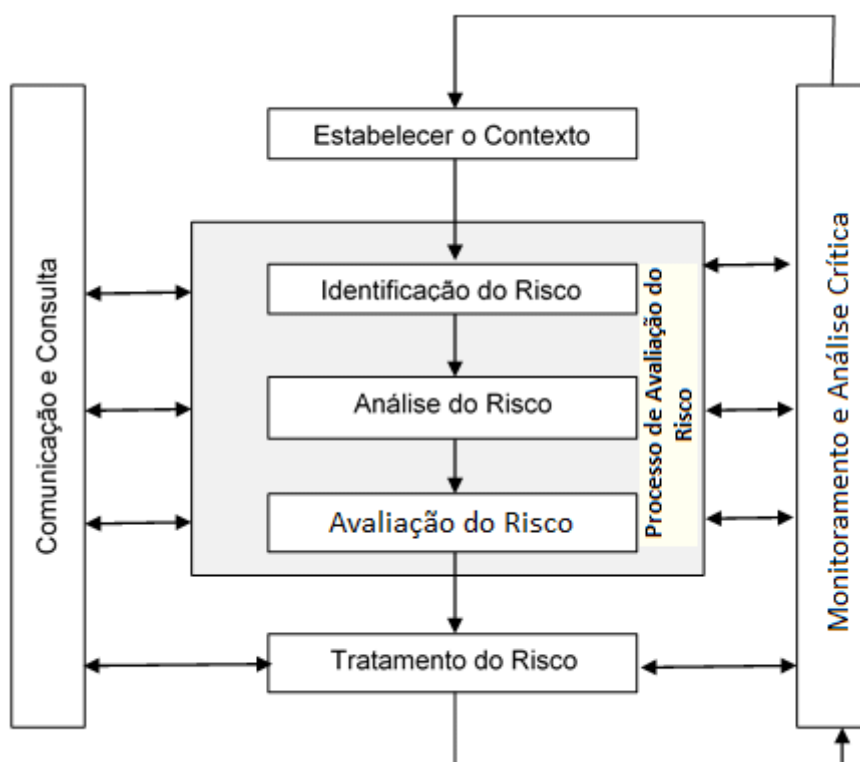 Estabelecer o Contexto
Comunicação e Consulta
Identificação do Risco
Análise do Risco
Avaliação do Risco
Processo de Avaliação do
Risco
Tratamento do Risco
Monitoramento e Análise Crítica